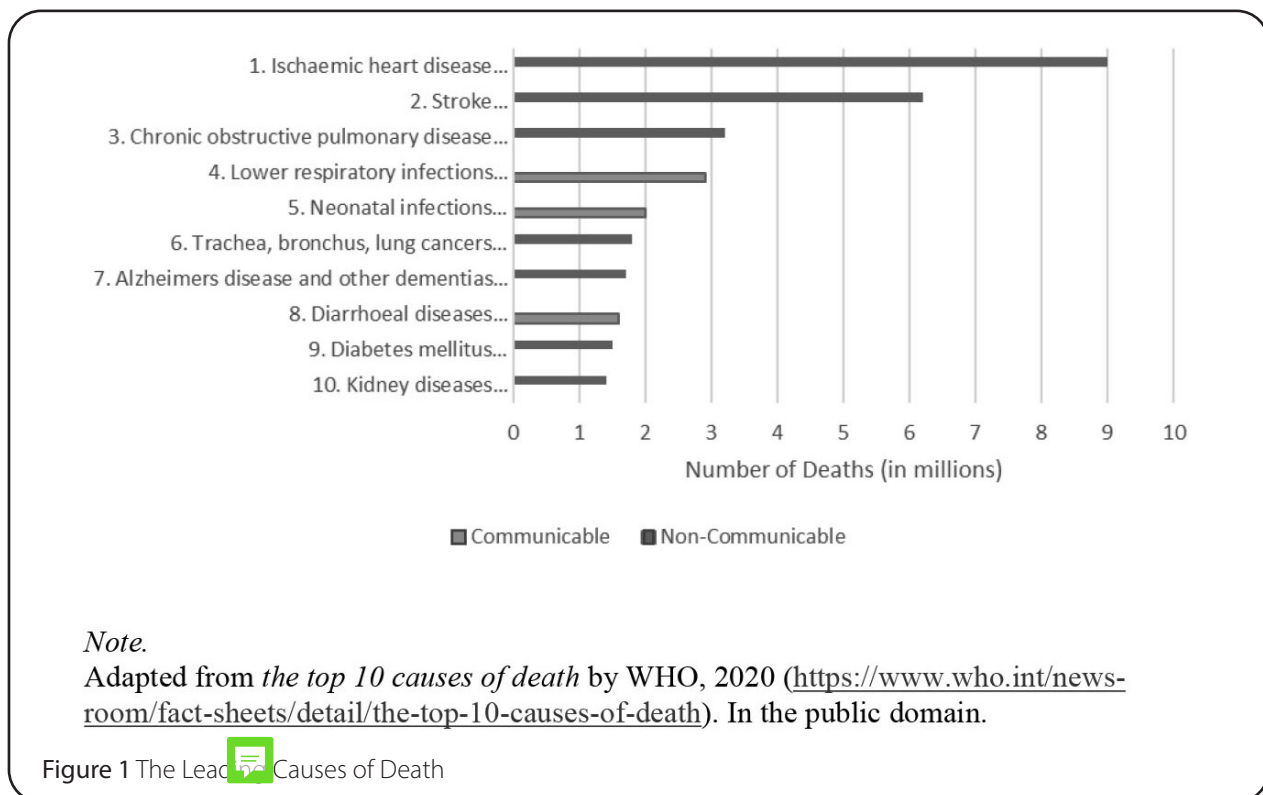 1. Ischaemic heart disease...
2. Stroke...
3. Chronic obstructive pulmonary disease...
4. Lower respiratory infections...
5. Neonatal infections...
6. Trachea, bronchus, lung cancers...
7. Alzheimers disease and other dementias...
8. Diarrhoeal diseases...
9. Diabetes mellitus...
10. Kidney diseases...
0 1 2 3 4 5 6 7 8 9 10
Number of Deaths (in millions)
Communicable Non-Communicable
Note.
Adapted from the top 10 causes of death by WHO, 2020 (https://www.who.int/news-
room/fact-sheets/detail/the-top-10-causes-of-death). In the public domain.
Figure 1 The Leading Causes of Death